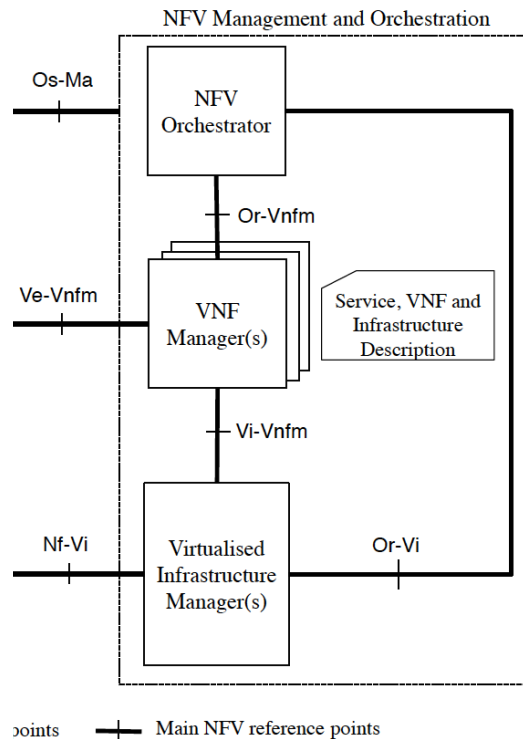 NFV Management and Orchestration
Os-Ma
NFV
Orchestrator
Or-Vnfm
Ve-Vnfm
VNF
Manager(s)
Service, VNF and
Infrastructure
Description
Vi-Vnfm
Nf-Vi
Virtualised
Infrastructure
Manager(s)
Or-Vi
points
Main NFV reference points